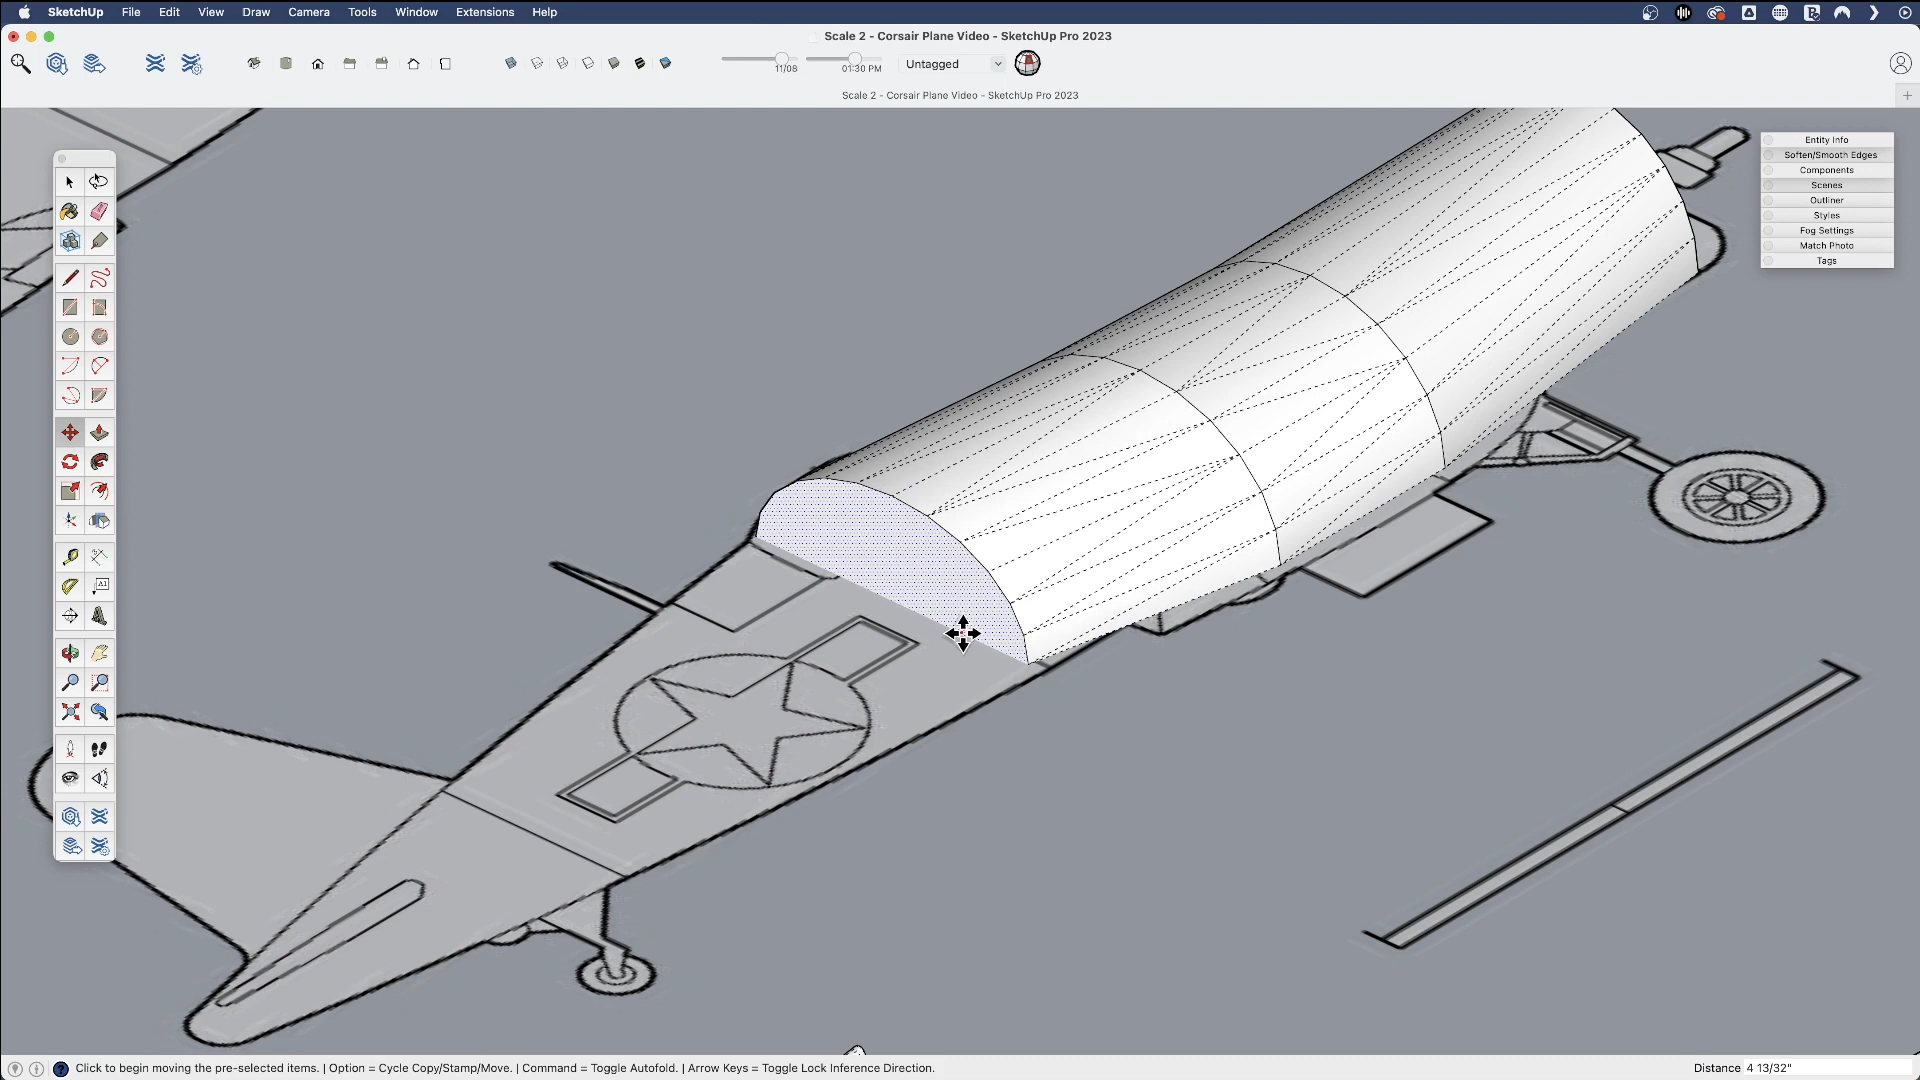 SketchUp File Edit View Draw Camera Tools Window Extensions Help
Scale 2 - Corsair Plane Video - SketchUp Pro 2023
11/08 01:30 PM Untagged
Scale 2 - Corsair Plane Video - SketchUp Pro 2023
Entity Info
Soften/Smooth Edges
Components
Scenes
Outliner
Styles
Fog Settings
Match Photo
Tags
A1
Click to begin moving the pre-selected items. | Option = Cycle Copy/Stamp/Move. | Command = Toggle Autofold. | Arrow Keys = Toggle Lock Inference Direction.
Distance 4 13/32"